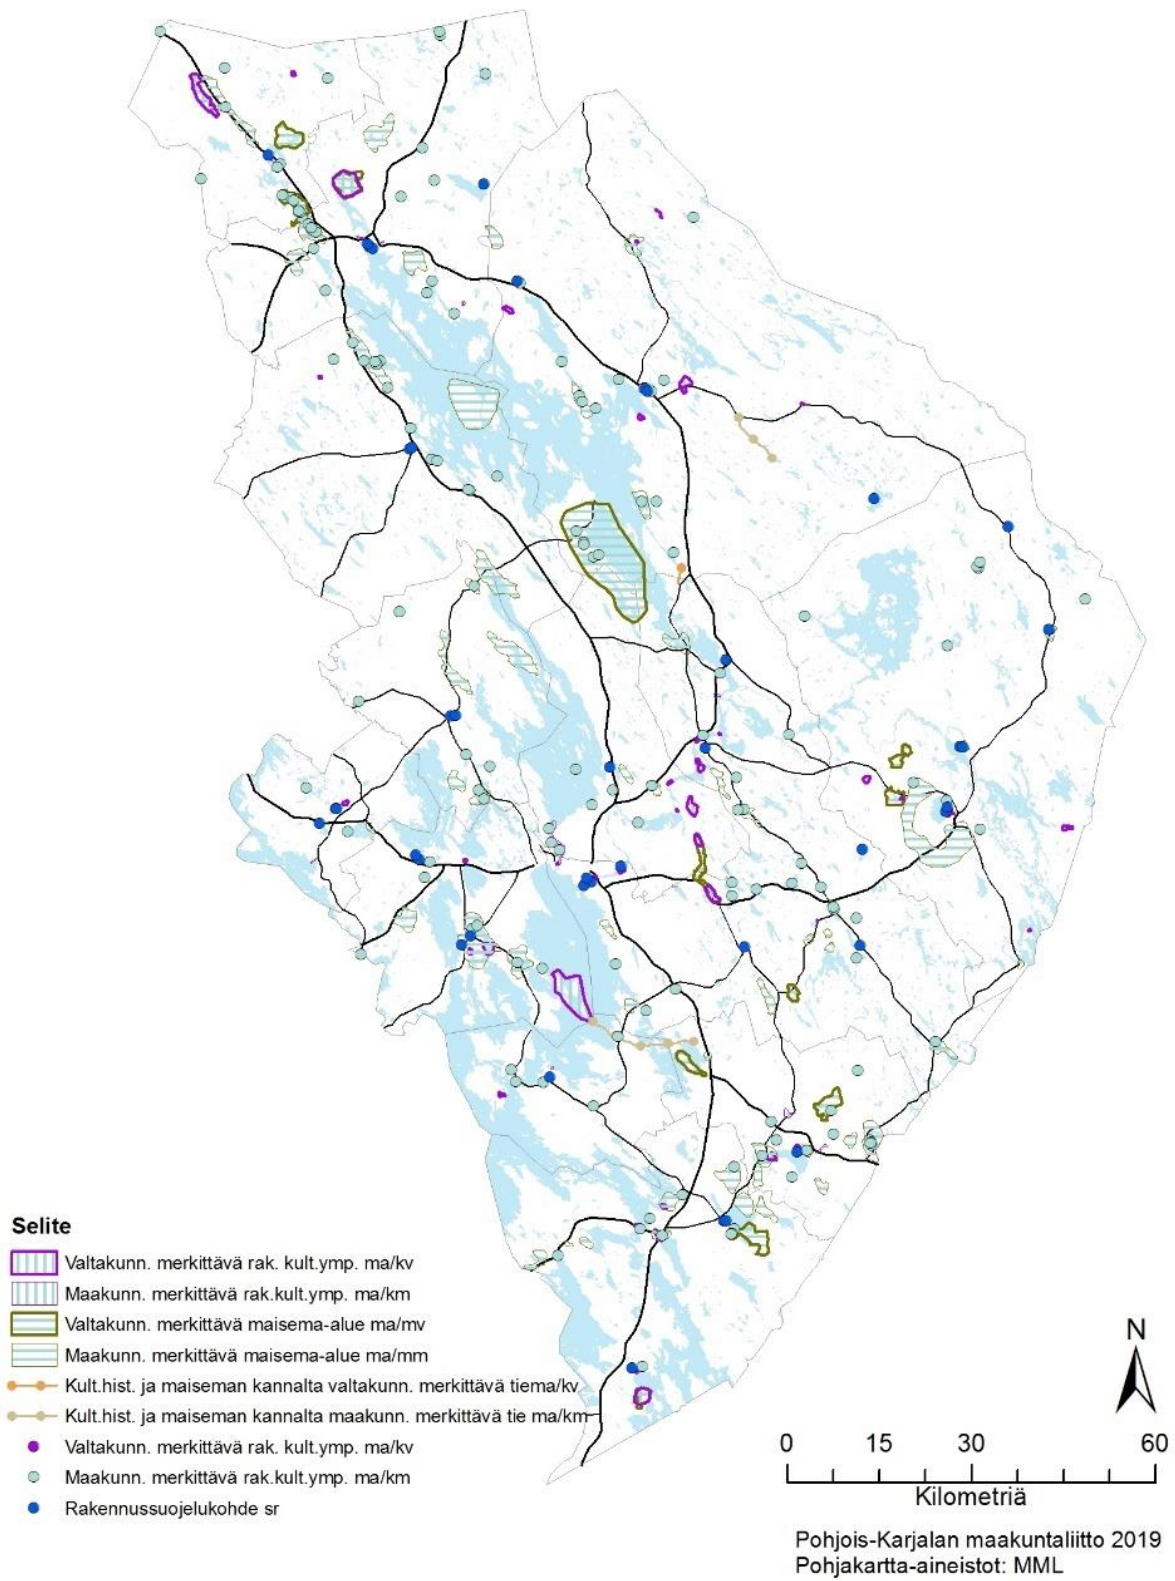 Selite
Valtakunn. merkittävä rak. kult.ymp. ma/kv
Maakunn. merkittävä rak.kult.ymp. ma/km
Valtakunn. merkittävä maisema-alue ma/mv
Maakunn. merkittävä maisema-alue ma/mm
Kult.hist. ja maiseman kannalta valtakunn. merkittävä tiema/kv
Kult.hist. ja maiseman kannalta maakunn. merkittävä tie ma/km
Valtakunn. merkittävä rak. kult.ymp. ma/kv
Maakunn. merkittävä rak.kult.ymp. ma/km
Rakennussuojelukohde sr
N
0 15 30 60
Kilometriä
Pohjois-Karjalan maakuntaliitto 2019
Pohjakartta-aineistot: MML